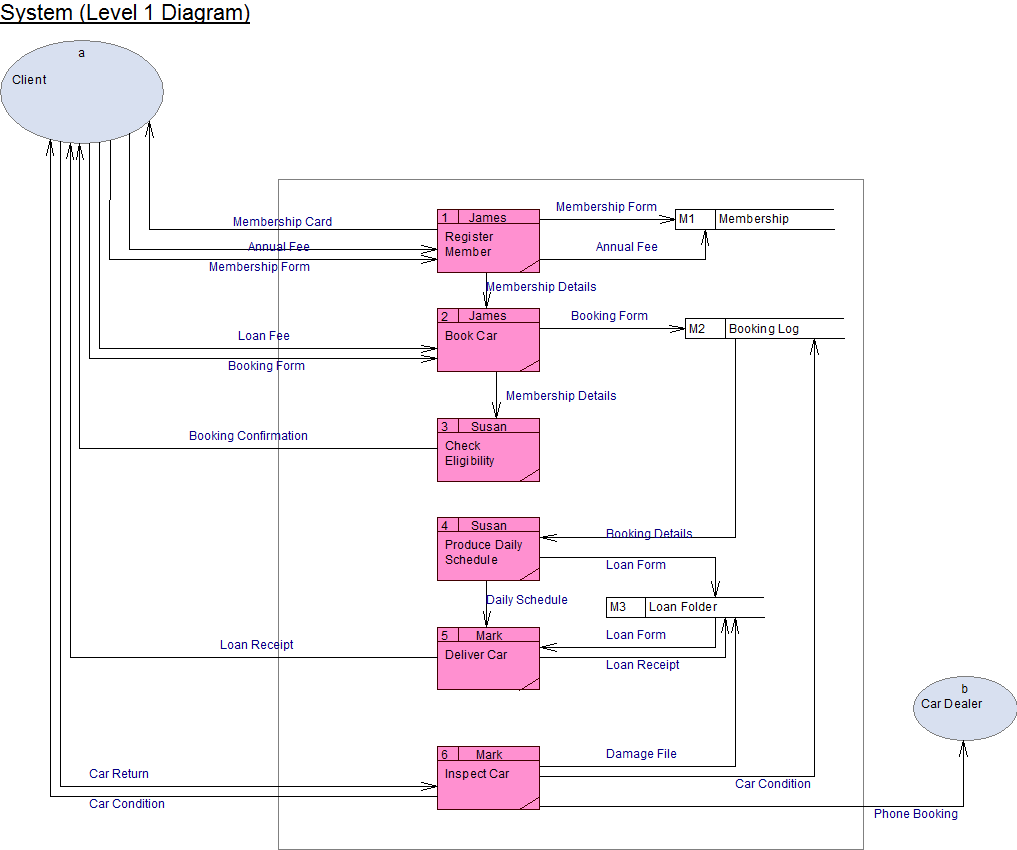 System (Level 1 Diagram)
a
Client
Membership Card
Annual Fee
Membership Form
1 James
Register
Member
Membership Form
M1 Membership
Annual Fee
Membership Details
2 James
Book Car
Booking Form
M2 Booking Log
Loan Fee
Booking Form
Membership Details
3 Susan
Check
Eligibility
Booking Confirmation
4 Susan
Produce Daily
Schedule
Booking Details
Loan Form
Daily Schedule
M3 Loan Folder
5 Mark
Deliver Car
Loan Form
Loan Receipt
Loan Receipt
b
Car Dealer
6 Mark
Inspect Car
Damage File
Car Condition
Car Return
Car Condition
Phone Booking